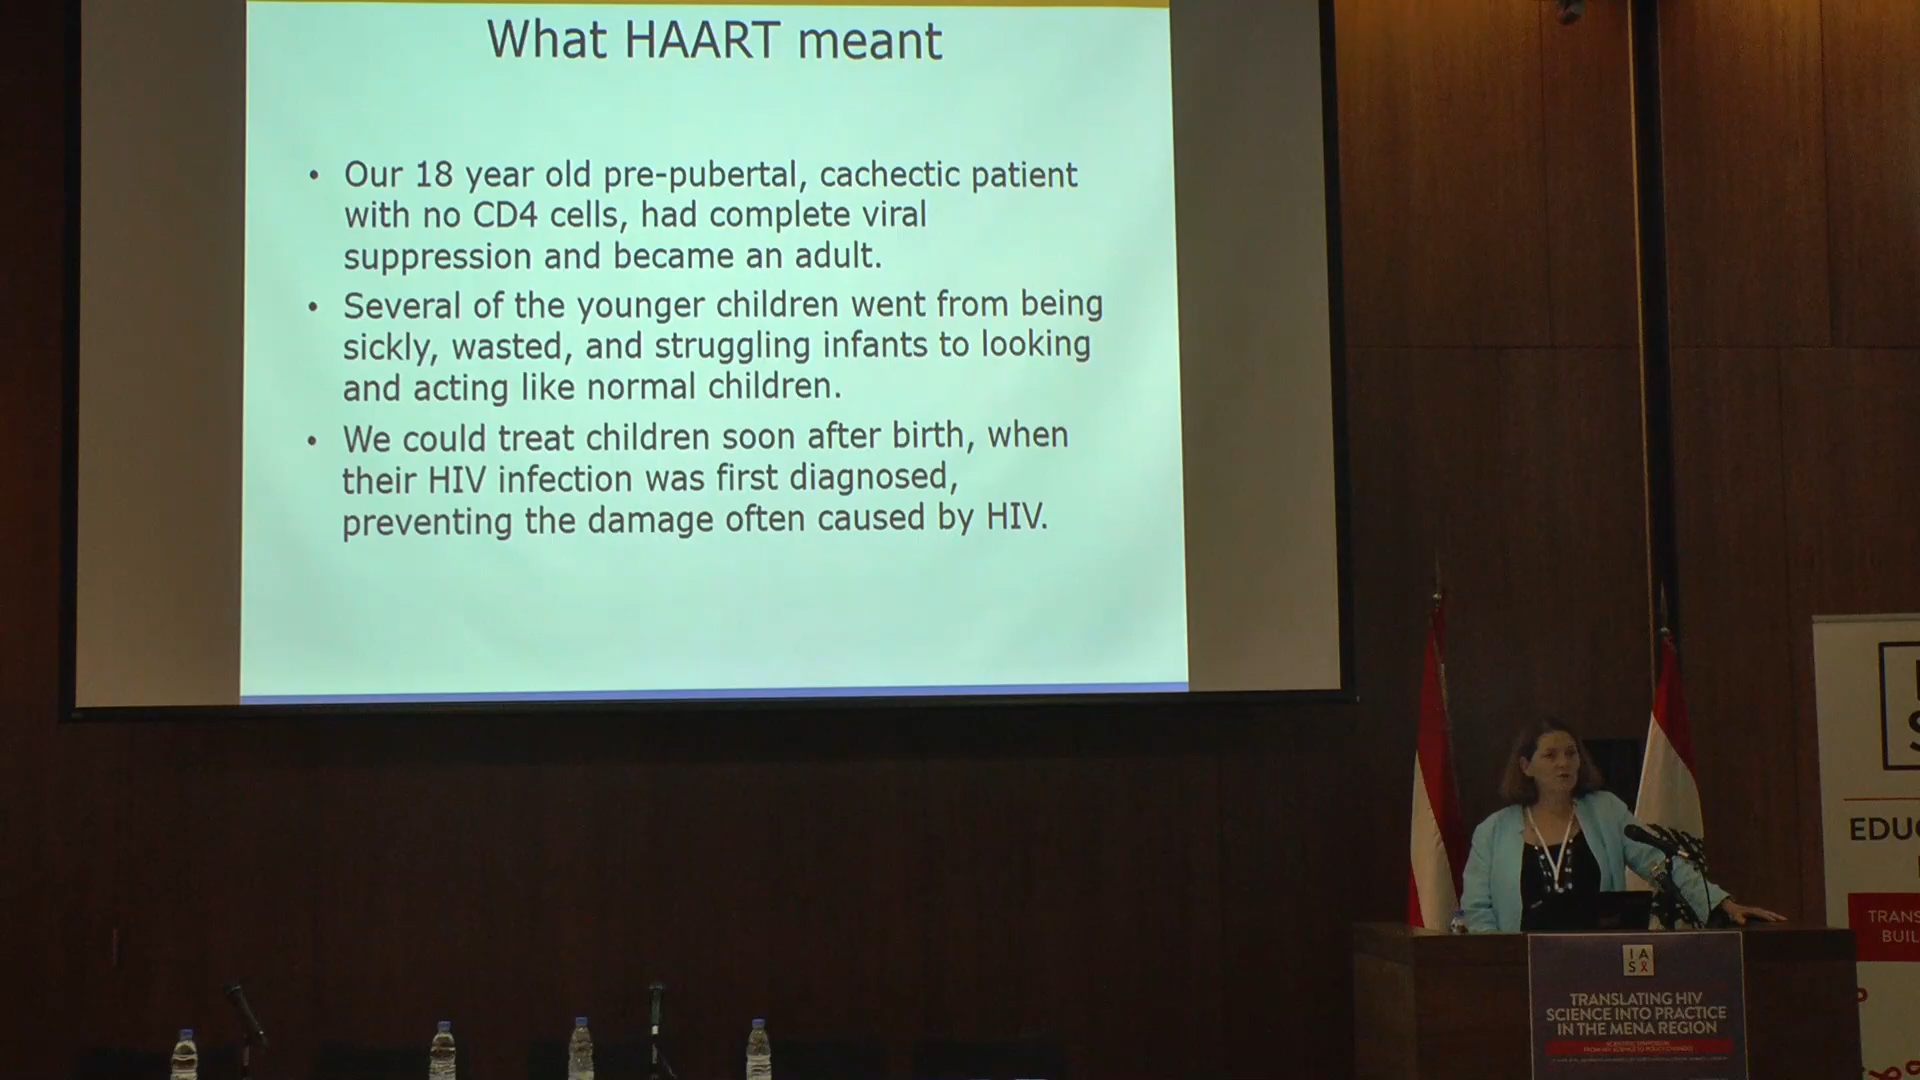 What HAART meant
• Our 18 year old pre-pubertal, cachectic patient
with no CD4 cells, had complete viral
suppression and became an adult.
• Several of the younger children went from being
sickly, wasted, and struggling infants to looking
and acting like normal children.
• We could treat children soon after birth, when
their HIV infection was first diagnosed,
preventing the damage often caused by HIV.
EDUC
TRANS
BUIL
IA
S
TRANSLATING HIV
SCIENCE INTO PRACTICE
IN THE MENA REGION